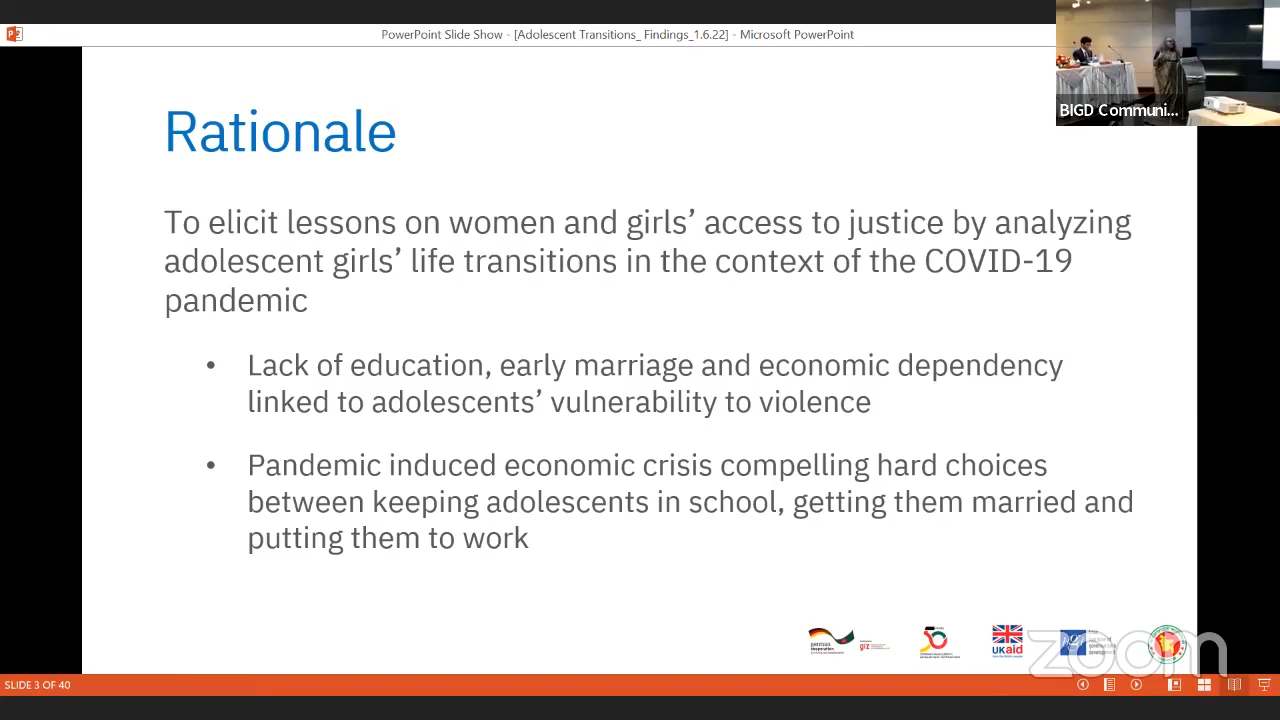 PowerPoint Slide Show - [Adolescent Transitions_ Findings_1.6.22] - Microsoft PowerPoint
BIGD Communi...
Rationale
To elicit lessons on women and girls’ access to justice by analyzing
adolescent girls’ life transitions in the context of the COVID-19
pandemic
• Lack of education, early marriage and economic dependency
linked to adolescents’ vulnerability to violence
• Pandemic induced economic crisis compelling hard choices
between keeping adolescents in school, getting them married and
putting them to work
german
cooperation
giz
50
UKaid
zoom
SLIDE 3 OF 40